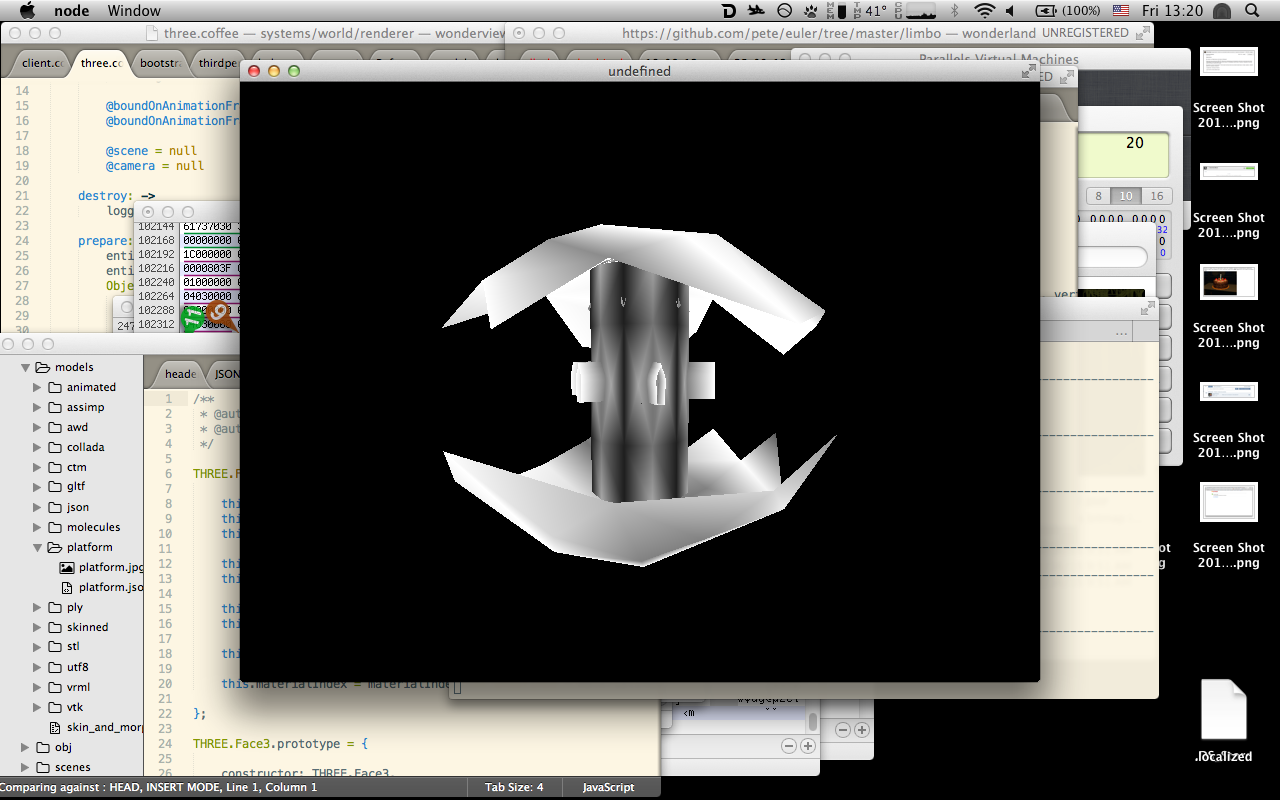 node Window
41° (100%) Fri 13:20
three.coffee — systems/world/renderer — wonderview
https://github.com/pete/euler/tree/master/limbo — wonderland UNREGISTERED
client.cc three.cc bootstra thirdpe
Parallels Virtual Machines
undefined
14
15 @boundOnAnimationFr
16 @boundOnAnimationFr
17
18 @scene = null
19 @camera = null
20
21 destroy: ->
22 logg
23
24 prepare:
25 enti
26 enti
27 Obje
28
29
30
102144 61737030
102168 00000000
102192 1C000000
102216 0000803F
102240 01000000
102264 04030000
102288
102312
247
20
8 10 16
32
0
models
animated
assimp
awd
collada
ctm
gltf
json
molecules
platform
platform.jpg
platform.jso
ply
skinned
stl
utf8
vrml
vtk
skin_and_morp
obj
scenes
heade JSON
1 /**
2 * @aut
3 * @aut
4 */
5
6 THREE.F
7
8 thi
9 thi
10 thi
11
12 thi
13 thi
14
15 thi
16 thi
17
18 thi
19
20 this.materialIndex = materialInde
21
22 };
23
24 THREE.Face3.prototype = {
25
26 constructor: THREE.Face3,
<m
Comparing against : HEAD, INSERT MODE, Line 1, Column 1
Tab Size: 4
JavaScript
Screen Shot
201....png
Screen Shot
201....png
Screen Shot
201....png
Screen Shot
201....png
Screen Shot
201....png
.localized